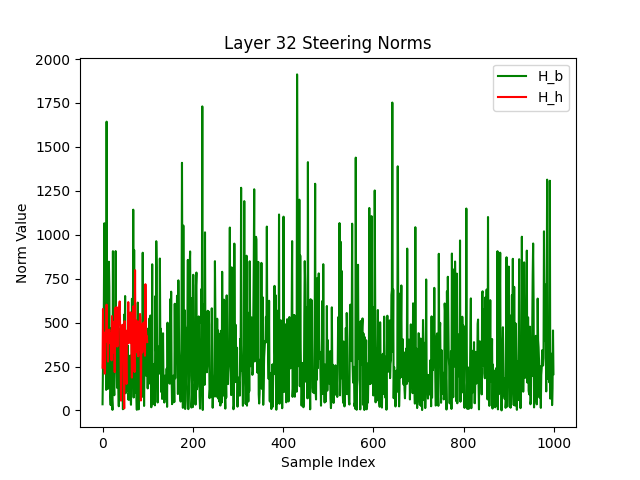 Layer 32 Steering Norms
H_b
H_h
Norm Value
2000
1750
1500
1250
1000
750
500
250
0
0 200 400 600 800 1000
Sample Index